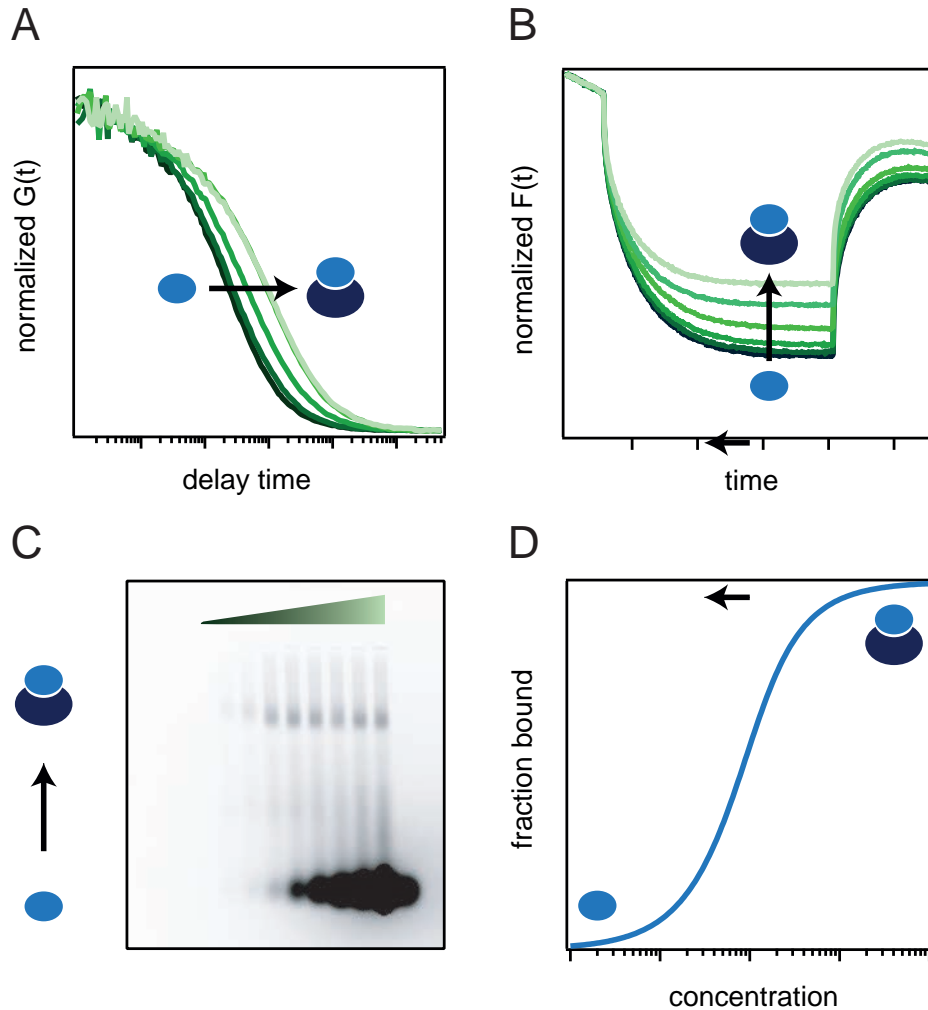 A
normalized G(t)
delay time
B
normalized F(t)
time
C
D
fraction bound
concentration